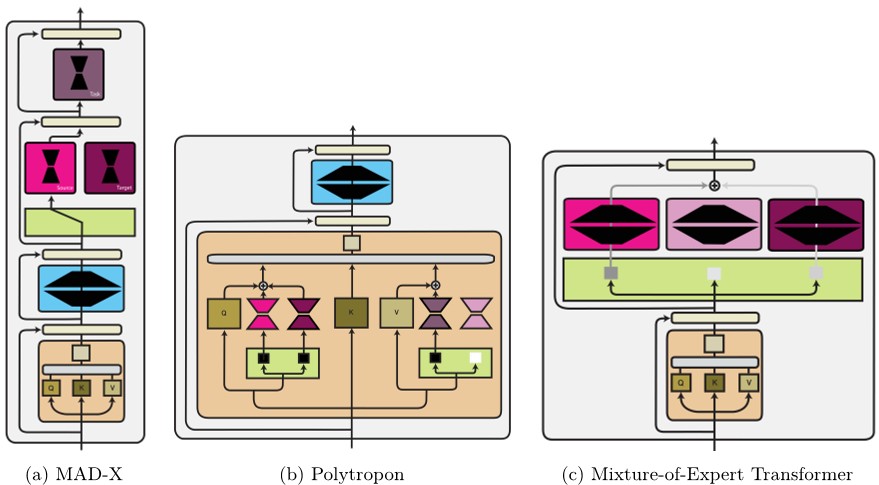 Task
Source
Target
Q K V
Q
K
V
Q K V
(a) MAD-X
(b) Polytropon
(c) Mixture-of-Expert Transformer